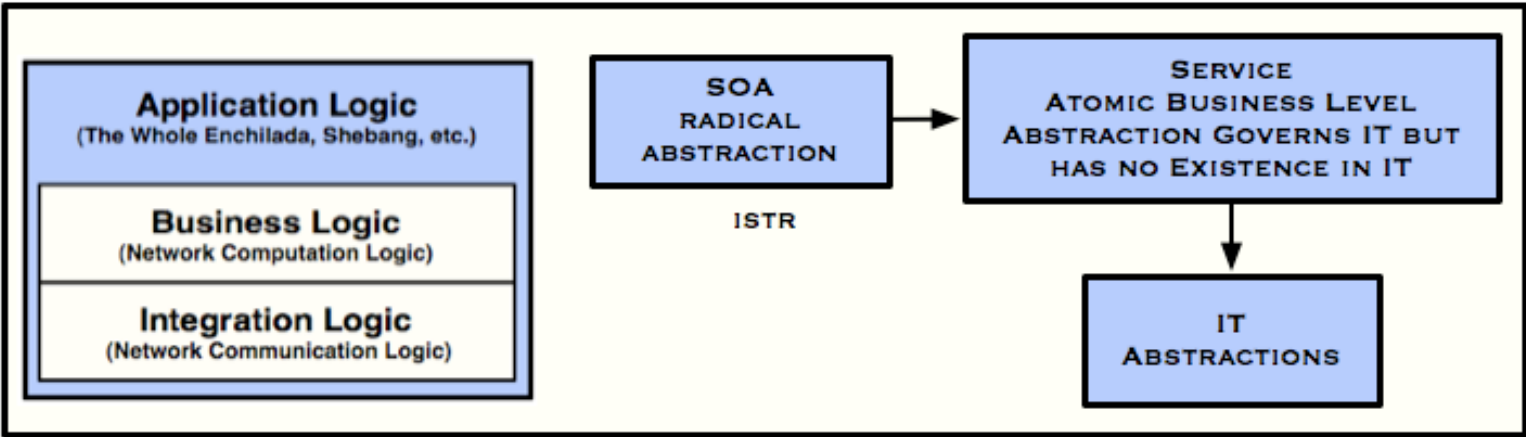 Application Logic
(The Whole Enchilada, Shebang, etc.)
Business Logic
(Network Computation Logic)
Integration Logic
(Network Communication Logic)
SOA
RADICAL
ABSTRACTION
ISTR
SERVICE
ATOMIC BUSINESS LEVEL
ABSTRACTION GOVERNS IT BUT
HAS NO EXISTENCE IN IT
IT
ABSTRACTIONS